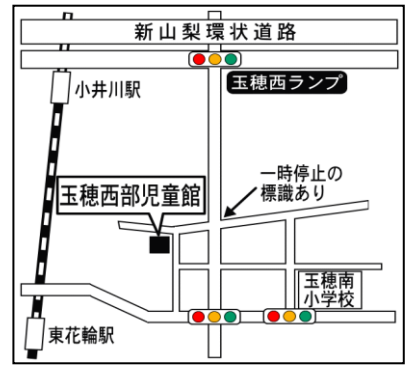 新山梨環状道路
玉穂西ランプ
小井川駅
一時停止の
標識あり
玉穂西部児童館
玉穂南
小学校
東花輪駅